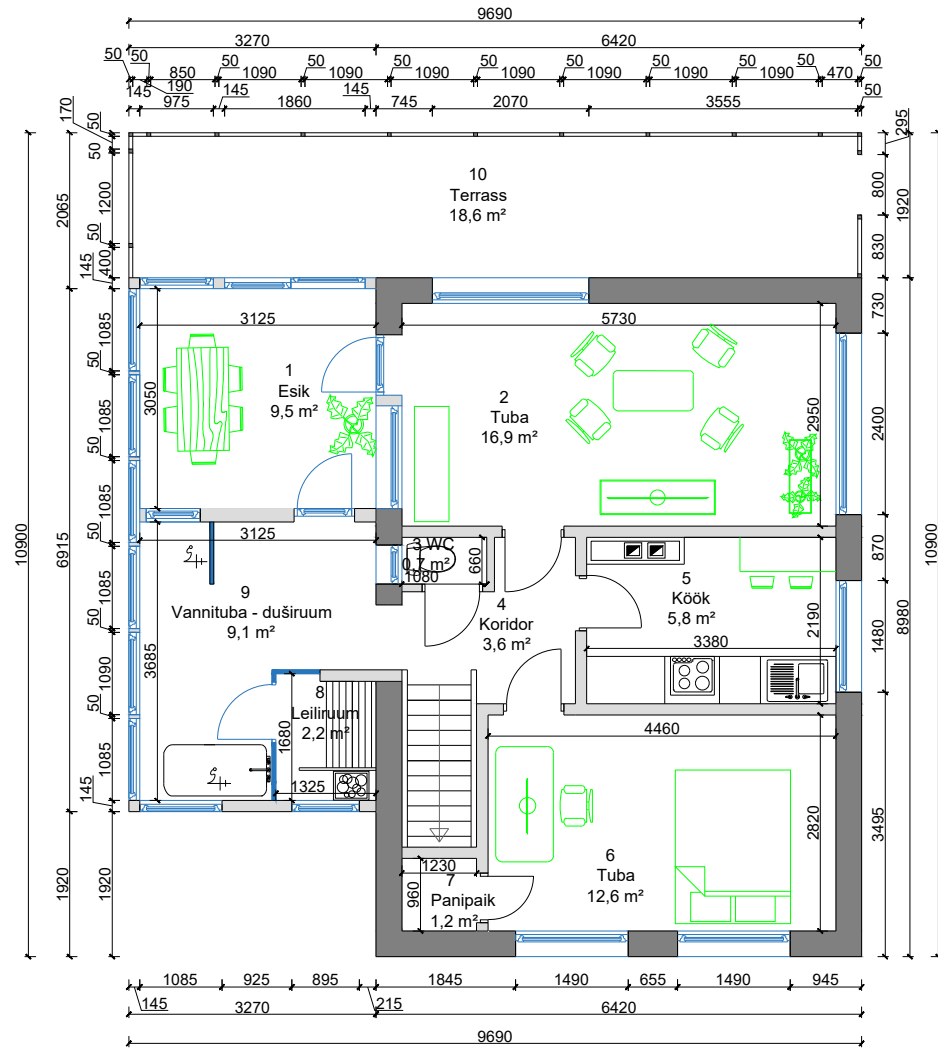 9690
3270 6420
50 50 50 50 50 50 50 50 50 50
850 1090 1090 1090 1090 1090 1090 1090 470
145 190
975 145 1860 145 745 2070 3555 50
170 50 50 1200 50 400 145
2065
295
800
1920
830
10
Terrass
18,6 m²
3125
5730
1085 50 1085 50 1085 50 1085 50 1090 50 1085 145
3050
1
Esik
9,5 m²
2
Tuba
16,9 m²
2950
730
2400
870
1480
3495
10900
6915
8980
10900
3125
3 WC
0,7 m²
660
1080
9
Vannituba - duširuum
9,1 m²
3685
4
Koridor
3,6 m²
5
Köök
5,8 m²
2190
3380
8
Leiliruum
2,2 m²
1680
1325
4460
2820
6
Tuba
12,6 m²
1230
7
Panipaik
1,2 m²
960
1920
1920
1085 925 895 1845 1490 655 1490 945
145 215
3270 6420
9690